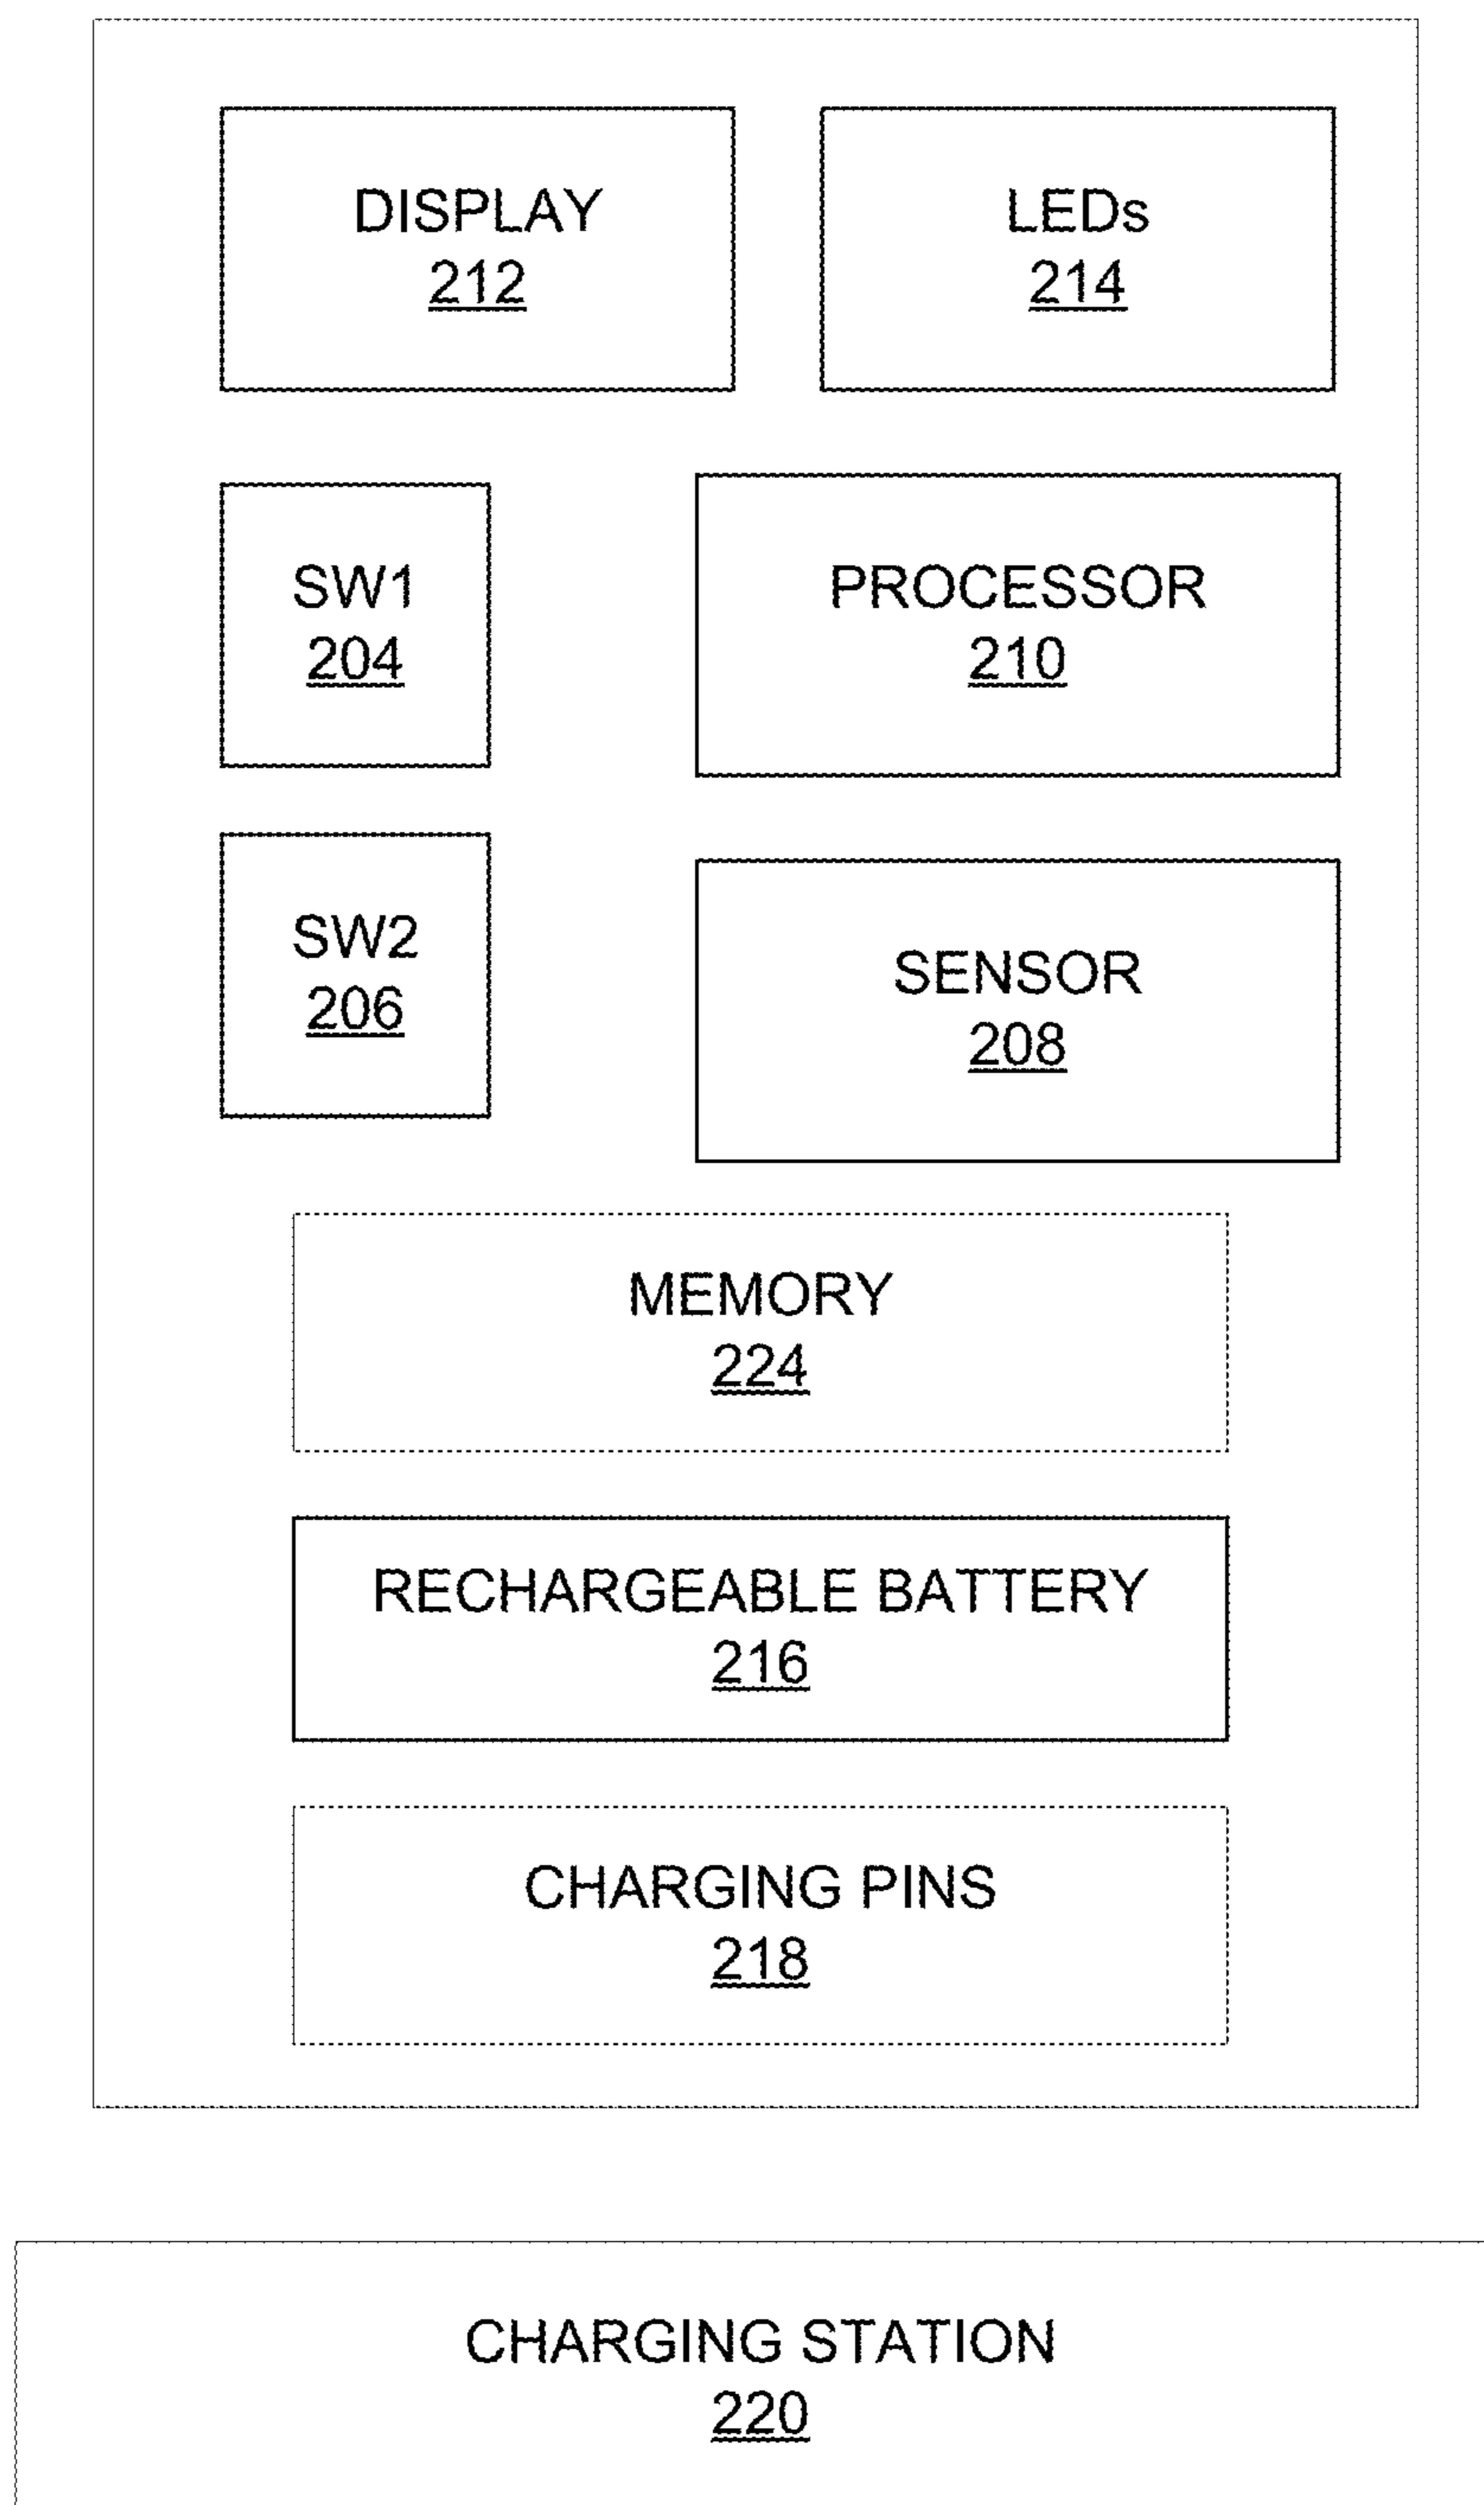 DISPLAY
212
LEDs
214
SW1
204
PROCESSOR
210
SW2
206
SENSOR
208
MEMORY
224
RECHARGEABLE BATTERY
216
CHARGING PINS
218
CHARGING STATION
220